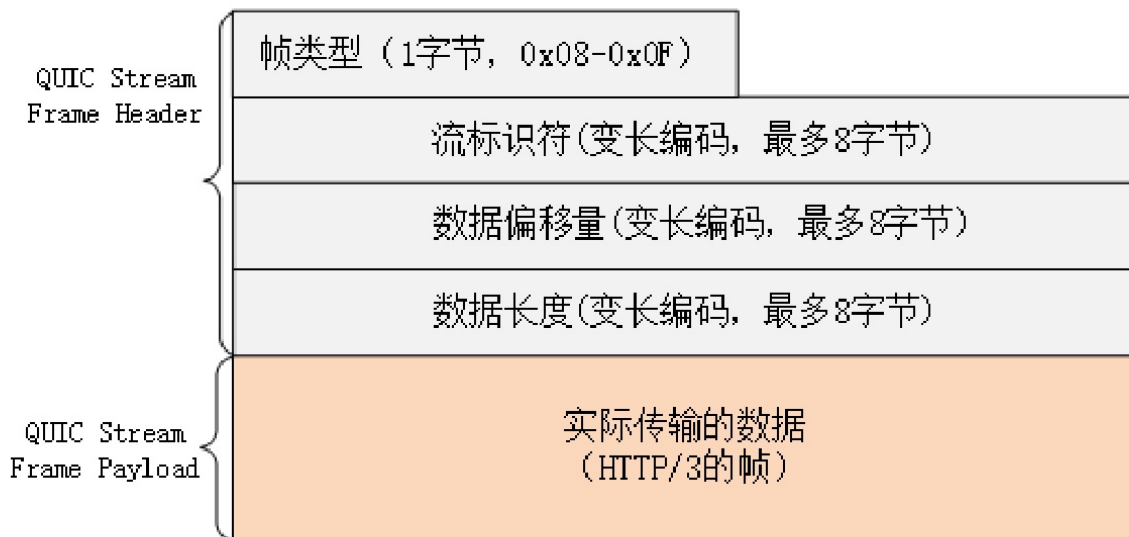 QUIC Stream
Frame Header
帧类型（1字节，0x08-0x0F）
流标识符(变长编码，最多8字节)
数据偏移量(变长编码，最多8字节)
数据长度(变长编码，最多8字节)
QUIC Stream
Frame Payload
实际传输的数据
（HTTP/3的帧）